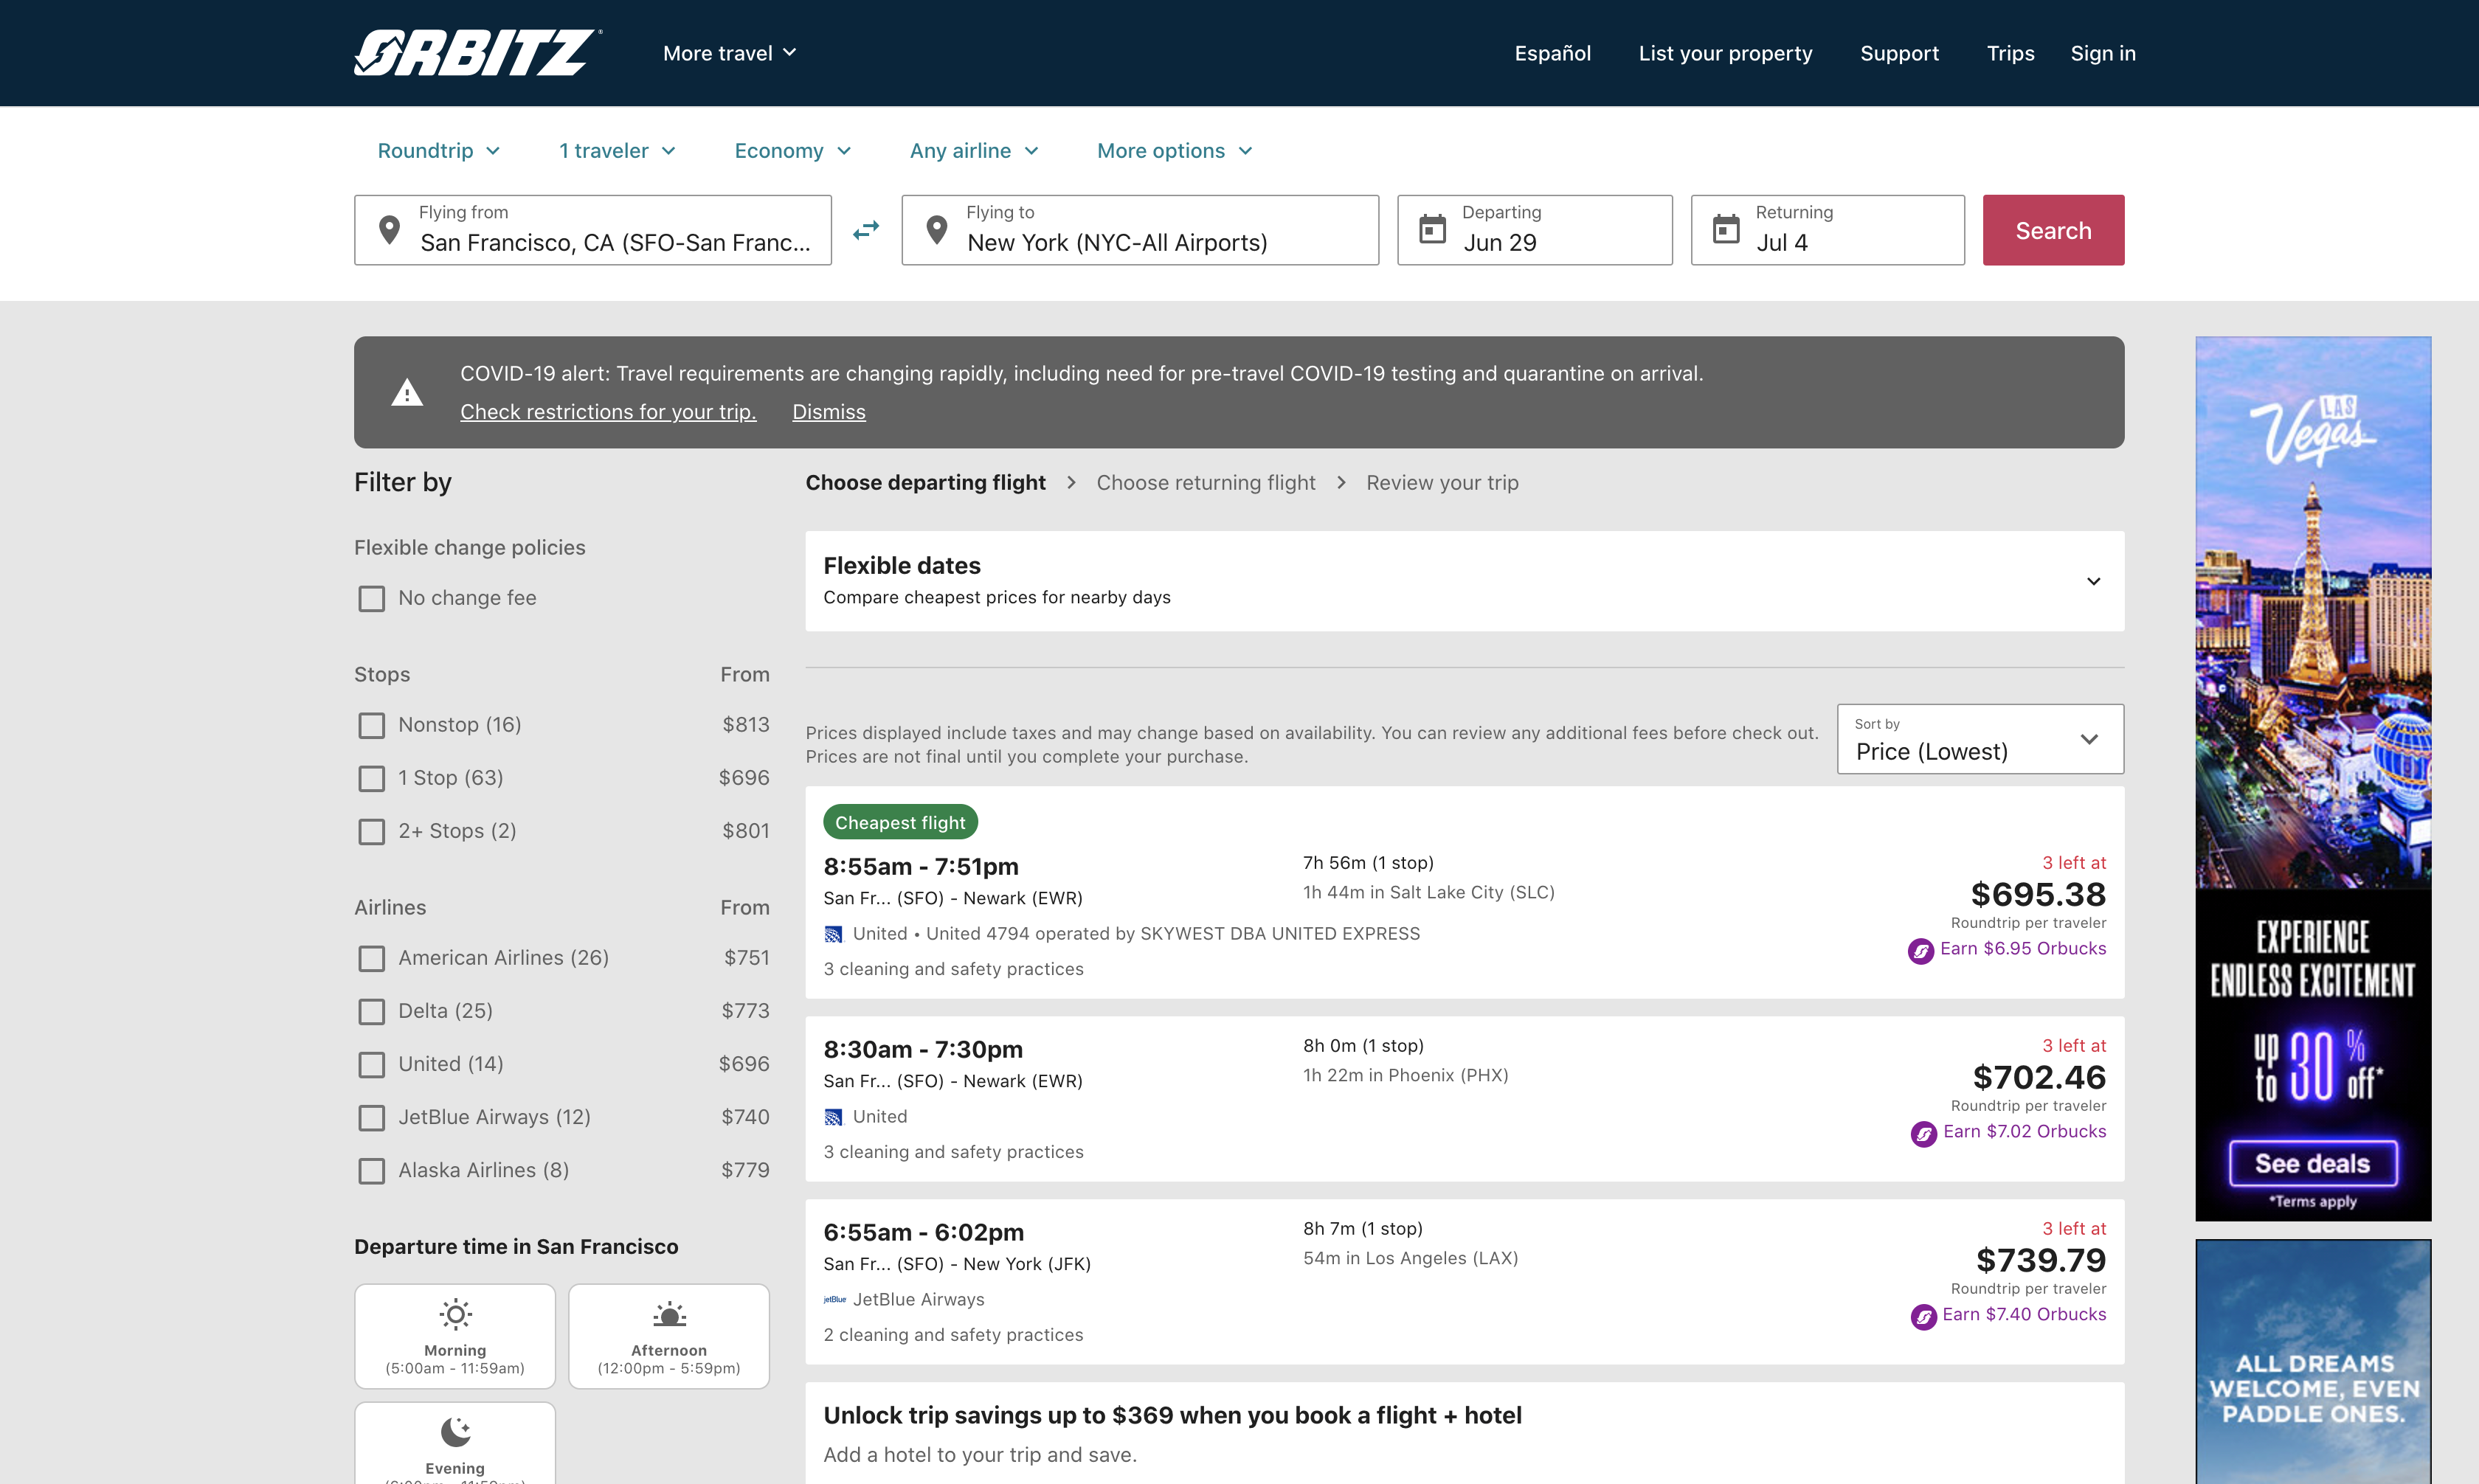 ORBITZ
More travel
Español
List your property
Support
Trips
Sign in
Roundtrip
1 traveler
Economy
Any airline
More options
Flying from
San Francisco, CA (SFO-San Franc...
Flying to
New York (NYC-All Airports)
Departing
Jun 29
Returning
Jul 4
Search
COVID-19 alert: Travel requirements are changing rapidly, including need for pre-travel COVID-19 testing and quarantine on arrival.
Check restrictions for your trip. Dismiss
Filter by
Flexible change policies
No change fee
Stops From
Nonstop (16) $813
1 Stop (63) $696
2+ Stops (2) $801
Airlines From
American Airlines (26) $751
Delta (25) $773
United (14) $696
JetBlue Airways (12) $740
Alaska Airlines (8) $779
Departure time in San Francisco
Morning
(5:00am - 11:59am)
Afternoon
(12:00pm - 5:59pm)
Evening
Choose departing flight
Choose returning flight
Review your trip
Flexible dates
Compare cheapest prices for nearby days
Prices displayed include taxes and may change based on availability. You can review any additional fees before check out.
Prices are not final until you complete your purchase.
Sort by
Price (Lowest)
Cheapest flight
8:55am - 7:51pm
San Fr... (SFO) - Newark (EWR)
United • United 4794 operated by SKYWEST DBA UNITED EXPRESS
3 cleaning and safety practices
7h 56m (1 stop)
1h 44m in Salt Lake City (SLC)
3 left at
$695.38
Roundtrip per traveler
Earn $6.95 Orbucks
8:30am - 7:30pm
San Fr... (SFO) - Newark (EWR)
United
3 cleaning and safety practices
8h 0m (1 stop)
1h 22m in Phoenix (PHX)
3 left at
$702.46
Roundtrip per traveler
Earn $7.02 Orbucks
6:55am - 6:02pm
San Fr... (SFO) - New York (JFK)
jetBlue JetBlue Airways
2 cleaning and safety practices
8h 7m (1 stop)
54m in Los Angeles (LAX)
3 left at
$739.79
Roundtrip per traveler
Earn $7.40 Orbucks
Unlock trip savings up to $369 when you book a flight + hotel
Add a hotel to your trip and save.
LAS
Vegas
EXPERIENCE
ENDLESS EXCITEMENT
up to 30% off*
See deals
*Terms apply
ALL DREAMS
WELCOME, EVEN
PADDLE ONES.